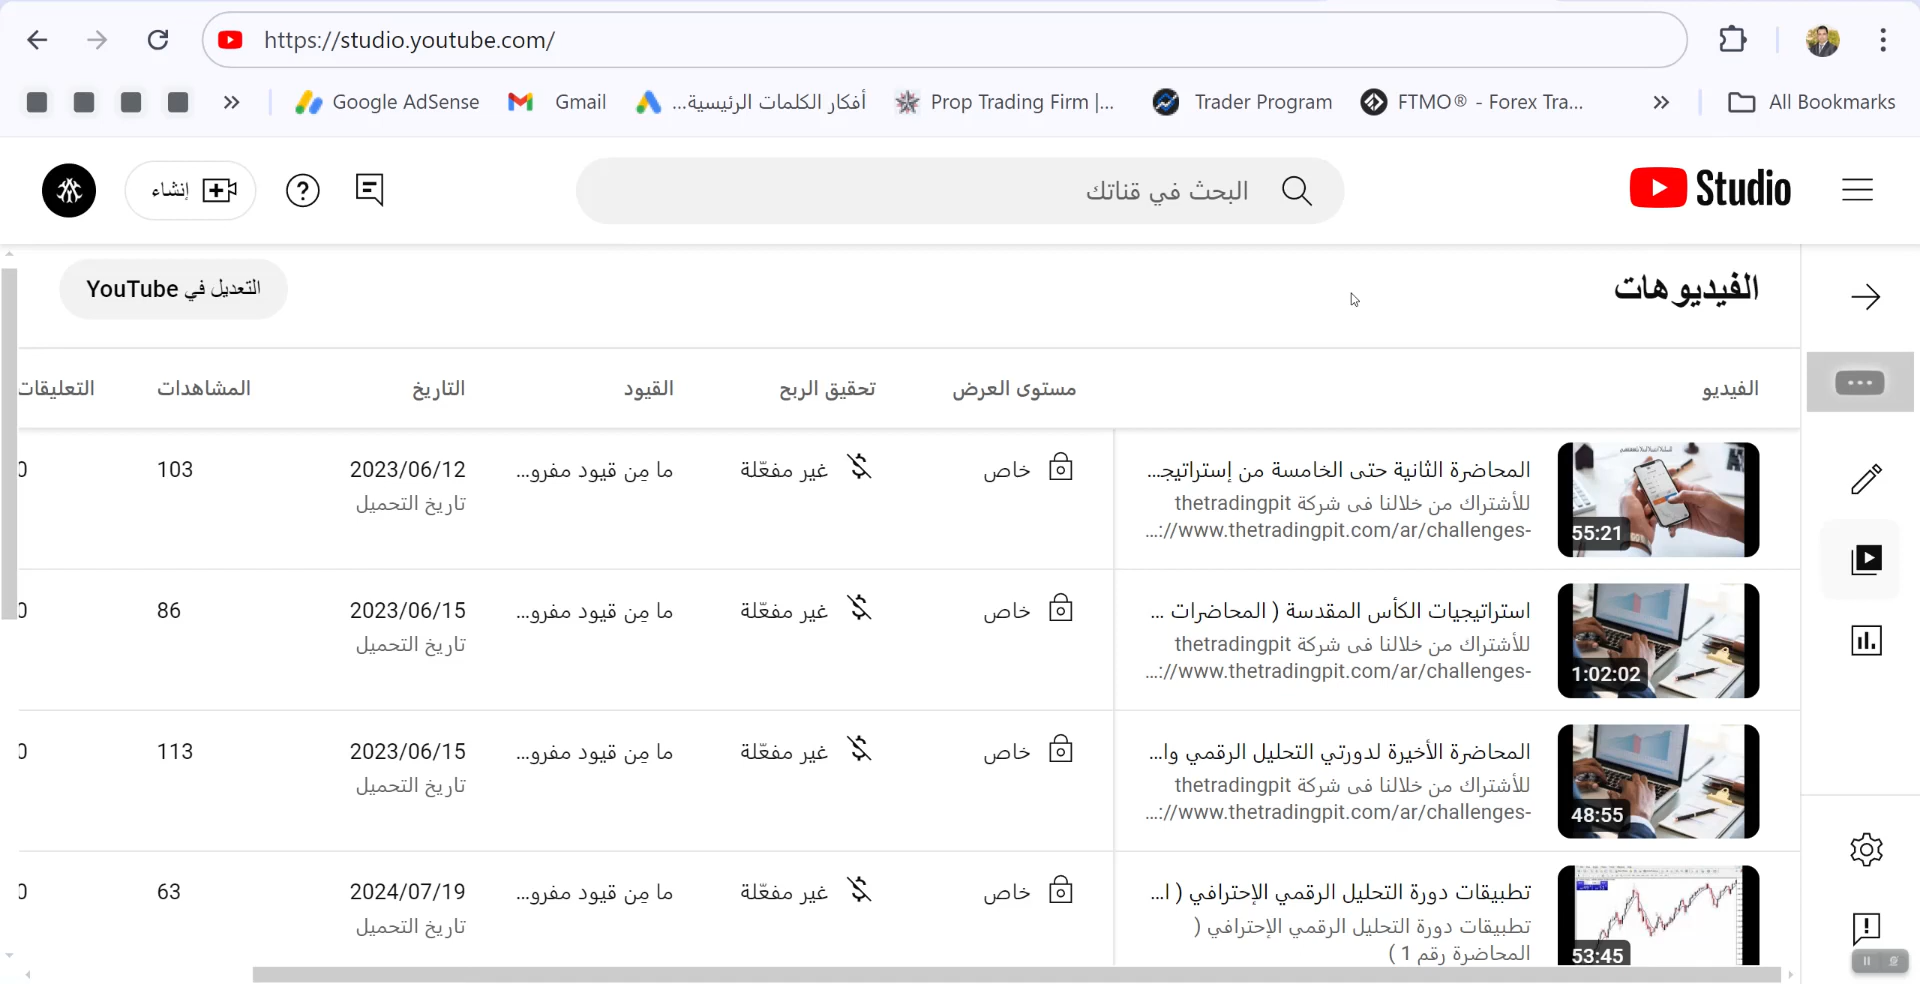 https://studio.youtube.com/
Google AdSense
Gmail
أفكار الكلمات الرئيسية...
Prop Trading Firm |...
Trader Program
FTMO® - Forex Tra...
All Bookmarks
Studio
البحث في قناتك
إنشاء
الفيديوهات
التعديل في YouTube
الفيديو
مستوى العرض
تحقيق الربح
القيود
التاريخ
المشاهدات
التعليقات
المحاضرة الثانية حتى الخامسة من إستراتيجـ...
للأشتراك من خلالنا فى شركة thetradingpit
...://www.thetradingpit.com/ar/challenges-
55:21
خاص
غير مفعّلة
ما مِن قيود مفرو...
2023/06/12
تاريخ التحميل
103
0
استراتيجيات الكأس المقدسة ( المحاضرات ...
للأشتراك من خلالنا فى شركة thetradingpit
...://www.thetradingpit.com/ar/challenges-
1:02:02
خاص
غير مفعّلة
ما مِن قيود مفرو...
2023/06/15
تاريخ التحميل
86
0
المحاضرة الأخيرة لدورتي التحليل الرقمي وا...
للأشتراك من خلالنا فى شركة thetradingpit
...://www.thetradingpit.com/ar/challenges-
48:55
خاص
غير مفعّلة
ما مِن قيود مفرو...
2023/06/15
تاريخ التحميل
113
0
تطبيقات دورة التحليل الرقمي الإحترافي ( ا...
تطبيقات دورة التحليل الرقمي الإحترافي (
المحاضرة رقم 1 )
53:45
خاص
غير مفعّلة
ما مِن قيود مفرو...
2024/07/19
تاريخ التحميل
63
0